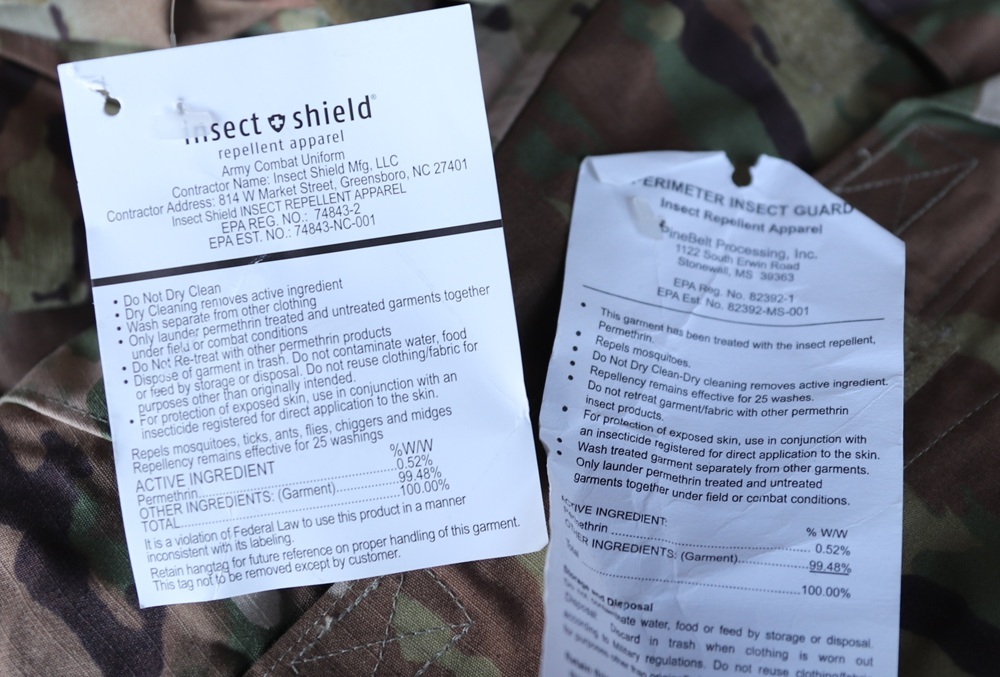 insect shield®
repellent apparel
Army Combat Uniform
Contractor Name: Insect Shield Mfg, LLC
Contractor Address: 814 W Market Street, Greensboro, NC 27401
Insect Shield INSECT REPELLENT APPAREL
EPA REG. NO.: 74843-2
EPA EST. NO.: 74843-NC-001
• Do Not Dry Clean
• Dry Cleaning removes active ingredient
• Wash separate from other clothing
• Only launder permethrin treated and untreated garments together
under field or combat conditions
• Do Not Re-treat with other permethrin products
• Dispose of garment in trash. Do not contaminate water, food
or feed by storage or disposal. Do not reuse clothing/fabric for
purposes other than originally intended.
• For protection of exposed skin, use in conjunction with an
insecticide registered for direct application to the skin.
Repels mosquitoes, ticks, ants, flies, chiggers and midges
Repellency remains effective for 25 washings
ACTIVE INGREDIENT %W/W
Permethrin 0.52%
OTHER INGREDIENTS: (Garment) 99.48%
TOTAL 100.00%
It is a violation of Federal Law to use this product in a manner
inconsistent with its labeling.
Retain hangtag for future reference on proper handling of this garment.
This tag not to be removed except by customer.
PERIMETER INSECT GUARD
Insect Repellent Apparel
PineBelt Processing, Inc.
1122 South Erwin Road
Stonewall, MS 39363
EPA Reg. No. 82392-1
EPA Est. No. 82392-MS-001
• This garment has been treated with the insect repellent,
Permethrin.
• Repels mosquitoes.
• Do Not Dry Clean-Dry cleaning removes active ingredient.
• Repellency remains effective for 25 washes.
• Do not retreat garment/fabric with other permethrin
insect products.
• For protection of exposed skin, use in conjunction with
an insecticide registered for direct application to the skin.
• Wash treated garment separately from other garments.
• Only launder permethrin treated and untreated
garments together under field or combat conditions.
ACTIVE INGREDIENT: % W/W
Permethrin 0.52%
OTHER INGREDIENTS: (Garment) 99.48%
Total 100.00%
Storage and Disposal
Do not contaminate water, food or feed by storage or disposal.
Disposal: Discard in trash when clothing is worn out
according to Military regulations. Do not reuse clothing/fabric
for purposes other than